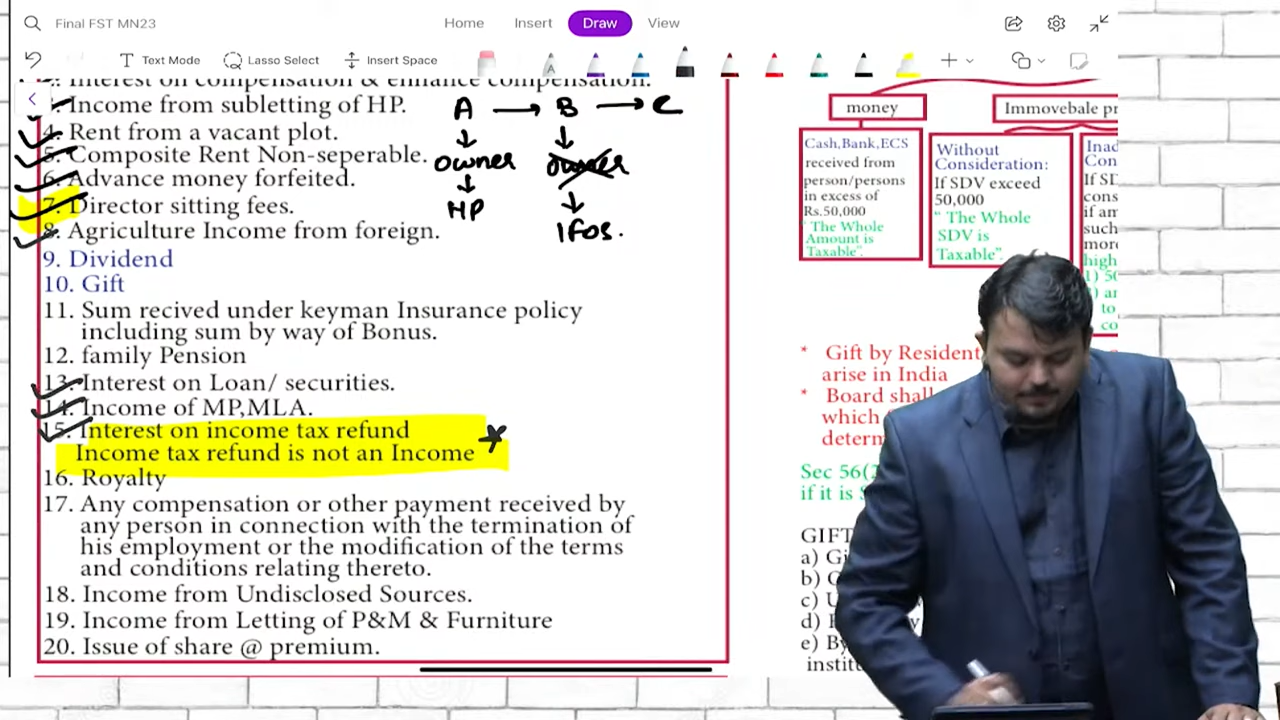 Final FST MN23
Home Insert Draw View
Text Mode Lasso Select Insert Space
2. Interest on compensation & enhance compensation.
Income from subletting of HP.
4. Rent from a vacant plot.
5. Composite Rent Non-seperable.
6. Advance money forfeited.
7. Director sitting fees.
8. Agriculture Income from foreign.
9. Dividend
10. Gift
11. Sum recived under keyman Insurance policy
including sum by way of Bonus.
12. family Pension
13. Interest on Loan/ securities.
14. Income of MP,MLA.
15. Interest on income tax refund
Income tax refund is not an Income
16. Royalty
17. Any compensation or other payment received by
any person in connection with the termination of
his employment or the modification of the terms
and conditions relating thereto.
18. Income from Undisclosed Sources.
19. Income from Letting of P&M & Furniture
20. Issue of share @ premium.
A → B → C
owner owner
HP IFOS.
money
Cash,Bank,ECS
received from
person/persons
in excess of
Rs.50,000
" The Whole
Amount is
Taxable".
Immovebale
Without
Consideration:
If SDV exceed
50,000
" The Whole
SDV is
Taxable".
* Gift by Resident
arise in India
* Board shall
which
Sec 56(
if it is
GIFT
a)
b)
c)
d)
e) By